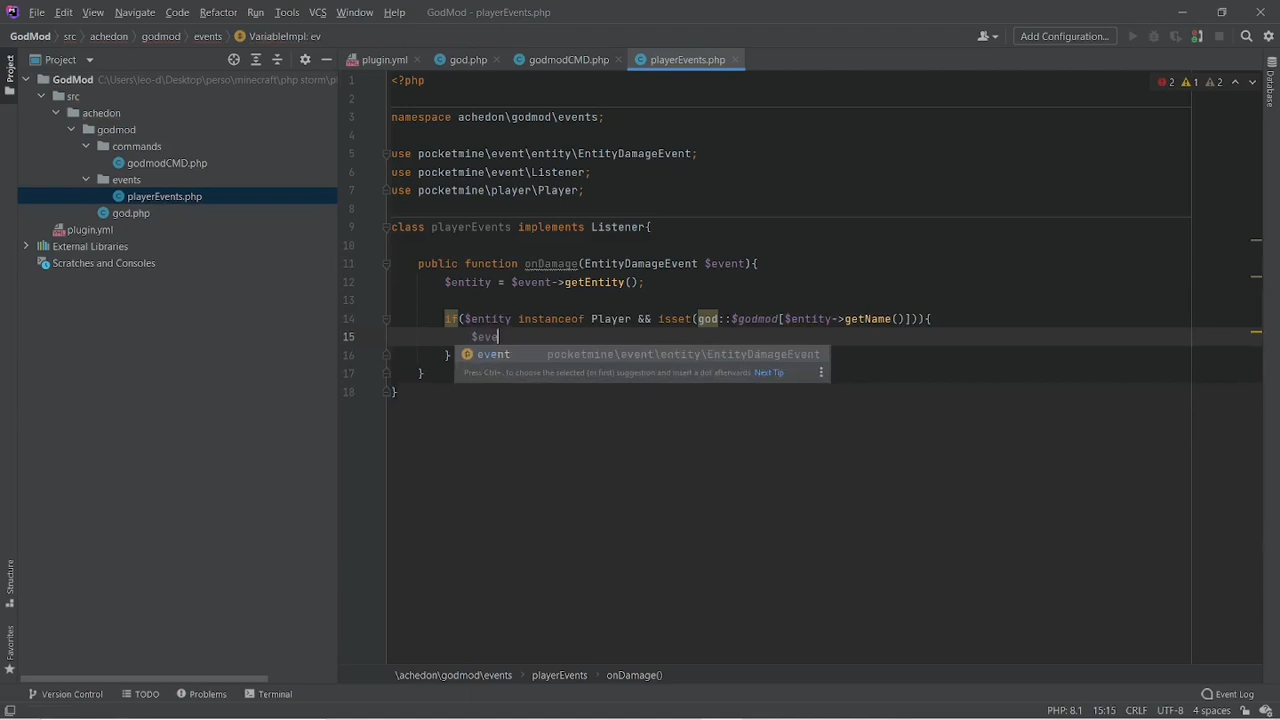 File Edit View Navigate Code Refactor Run Tools VCS Window Help GodMod - playerEvents.php
GodMod src achedon godmod events VariableImpl: ev Add Configuration...
Project plugin.yml god.php godmodCMD.php playerEvents.php
GodMod C:\Users\leo-d\Desktop\perso\minecraft\php storm\p
src
achedon
godmod
commands
godmodCMD.php
events
playerEvents.php
god.php
plugin.yml
External Libraries
Scratches and Consoles
2 1 2
1 <?php
2
3 namespace achedon\godmod\events;
4
5 use pocketmine\event\entity\EntityDamageEvent;
6 use pocketmine\event\Listener;
7 use pocketmine\player\Player;
8
9 class playerEvents implements Listener{
10
11 public function onDamage(EntityDamageEvent $event){
12 $entity = $event->getEntity();
13
14 if($entity instanceof Player && isset(god::$godmod[$entity->getName()])){
15 $eve
event pocketmine\event\entity\EntityDamageEvent
16 }
Press Ctrl+. to choose the selected (or first) suggestion and insert a dot afterwards Next Tip
17 }
18 }
Project
Structure
Favorites
Database
\achedon\godmod\events playerEvents onDamage()
Version Control TODO Problems Terminal Event Log
PHP: 8.1 15:15 CRLF UTF-8 4 spaces